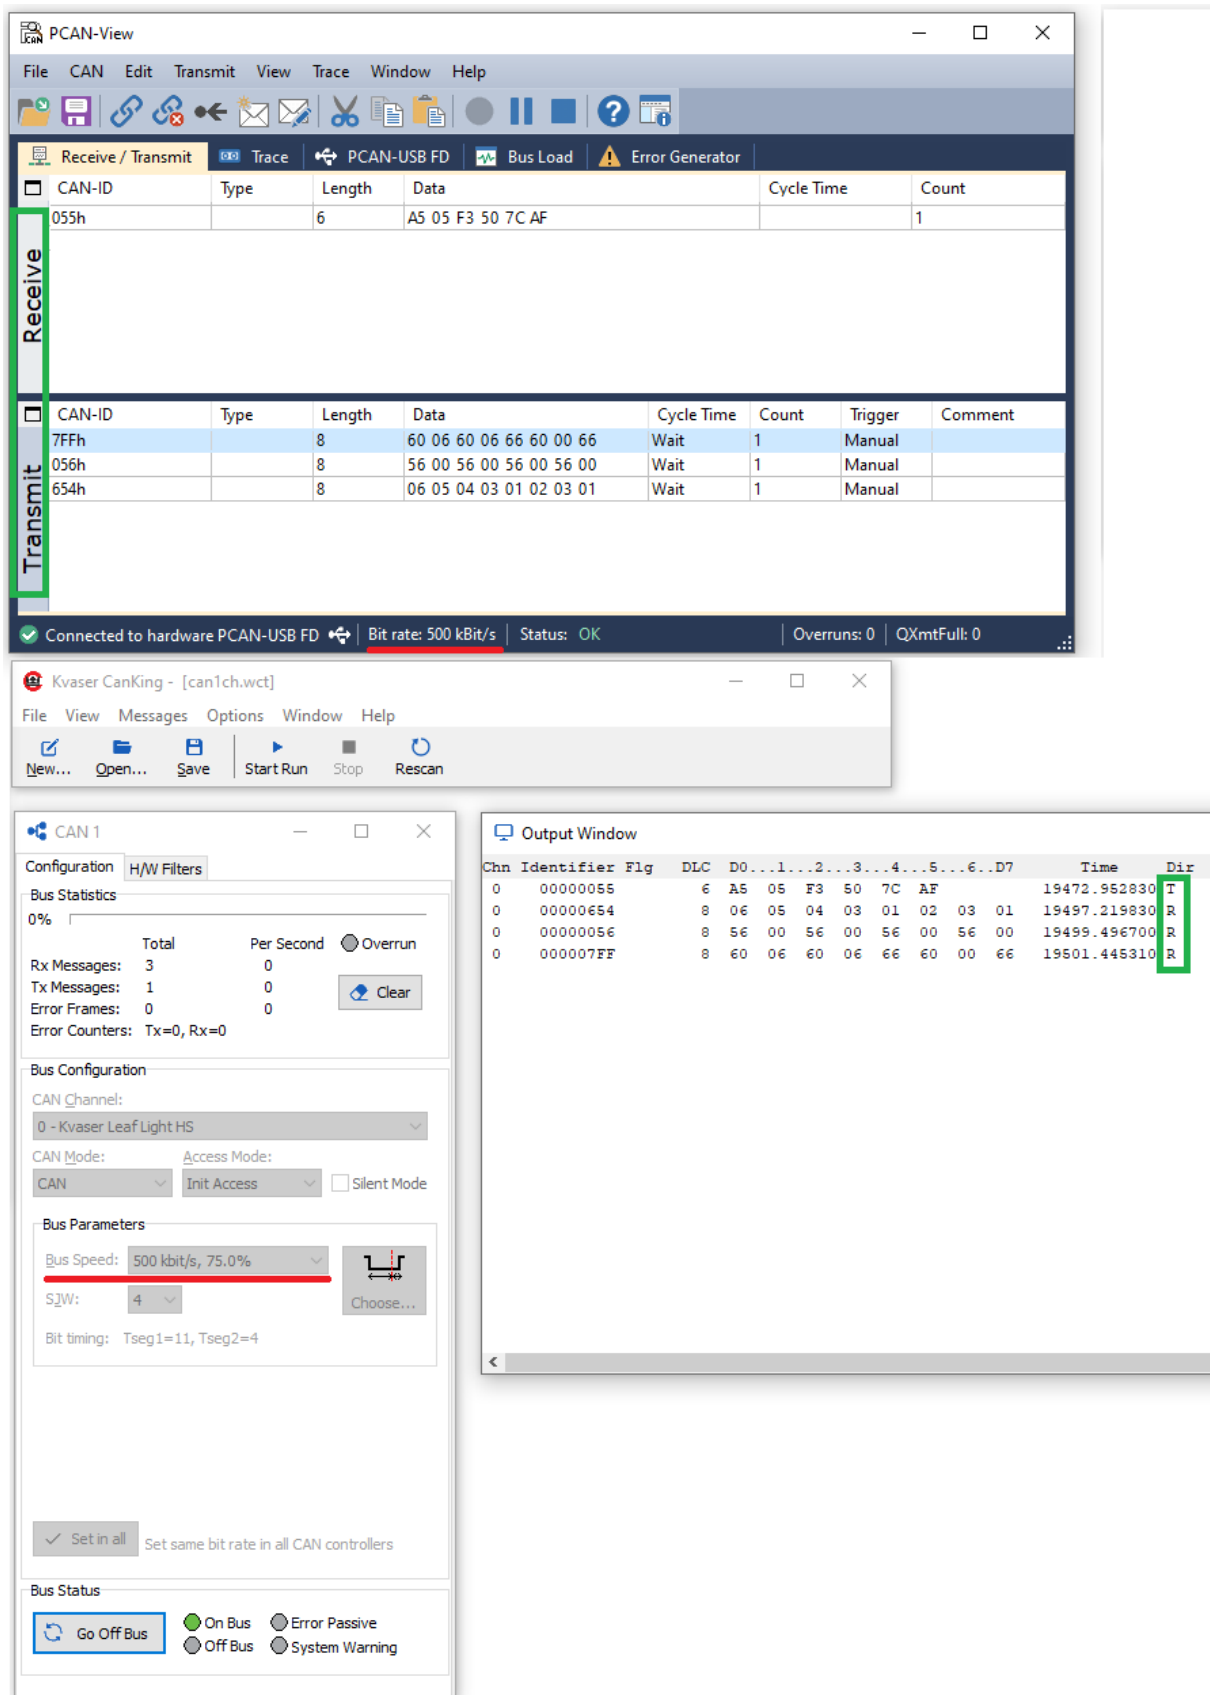 PCAN-View
File CAN Edit Transmit View Trace Window Help
Receive / Transmit Trace PCAN-USB FD Bus Load Error Generator
CAN-ID Type Length Data Cycle Time Count
055h 6 A5 05 F3 50 7C AF 1
Receive
CAN-ID Type Length Data Cycle Time Count Trigger Comment
7FFh 8 60 06 60 06 66 60 00 66 Wait 1 Manual
056h 8 56 00 56 00 56 00 56 00 Wait 1 Manual
654h 8 06 05 04 03 01 02 03 01 Wait 1 Manual
Transmit
Connected to hardware PCAN-USB FD Bit rate: 500 kBit/s Status: OK Overruns: 0 QXmtFull: 0
Kvaser CanKing - [can1ch.wct]
File View Messages Options Window Help
New... Open... Save Start Run Stop Rescan
CAN 1
Configuration H/W Filters
Bus Statistics
0%
Total Per Second Overrun
Rx Messages: 3 0
Tx Messages: 1 0
Clear
Error Frames: 0 0
Error Counters: Tx=0, Rx=0
Bus Configuration
CAN Channel:
0 - Kvaser Leaf Light HS
CAN Mode: Access Mode:
CAN Init Access Silent Mode
Bus Parameters
Bus Speed: 500 kbit/s, 75.0%
SJW: 4 Choose...
Bit timing: Tseg1=11, Tseg2=4
Set in all Set same bit rate in all CAN controllers
Bus Status
Go Off Bus
On Bus Error Passive
Off Bus System Warning
Output Window
Chn Identifier Flg DLC D0...1...2...3...4...5...6..D7 Time Dir
0 00000055 6 A5 05 F3 50 7C AF 19472.952830 T
0 00000654 8 06 05 04 03 01 02 03 01 19497.219830 R
0 00000056 8 56 00 56 00 56 00 56 00 19499.496700 R
0 000007FF 8 60 06 60 06 66 60 00 66 19501.445310 R